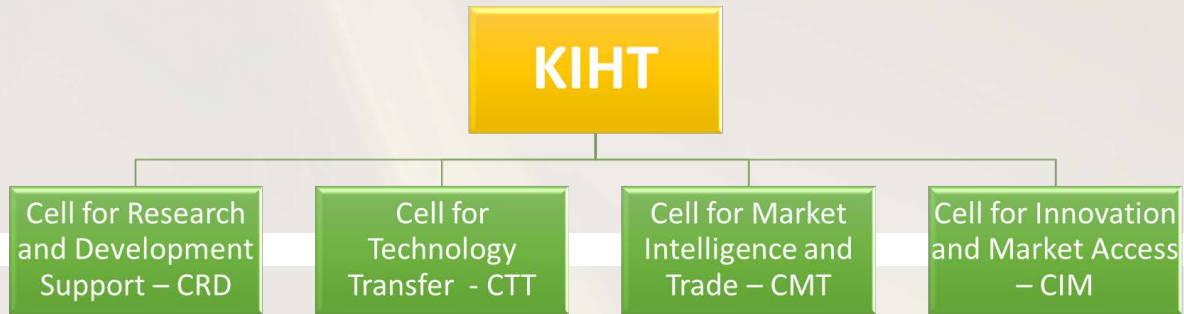 KIHT
Cell for Research
and Development
Support – CRD
Cell for
Technology
Transfer - CTT
Cell for Market
Intelligence and
Trade – CMT
Cell for Innovation
and Market Access
– CIM